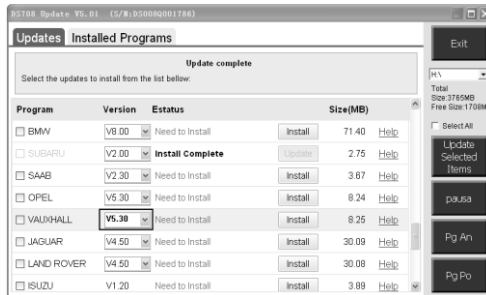 DS708 Update V5.01 (S/N:DS008Q001786)
Updates Installed Programs
Update complete
Select the updates to install from the list bellow:
Program Version Estatus Size(MB)
BMW V8.00 Need to Install Install 71.40 Help
SUBARU V2.00 Install Complete Update 2.75 Help
SAAB V2.30 Need to Install Install 3.67 Help
OPEL V5.30 Need to Install Install 8.24 Help
VAUXHALL V5.30 Need to Install Install 8.25 Help
JAGUAR V4.50 Need to Install Install 30.09 Help
LAND ROVER V4.50 Need to Install Install 30.08 Help
ISUZU V1.20 Need to Install Install 3.89 Help
Exit
H:\
Total
Size:3765MB
Free Size:1708M
Select All
Update
Selected
Items
pausa
Pg An
Pg Po